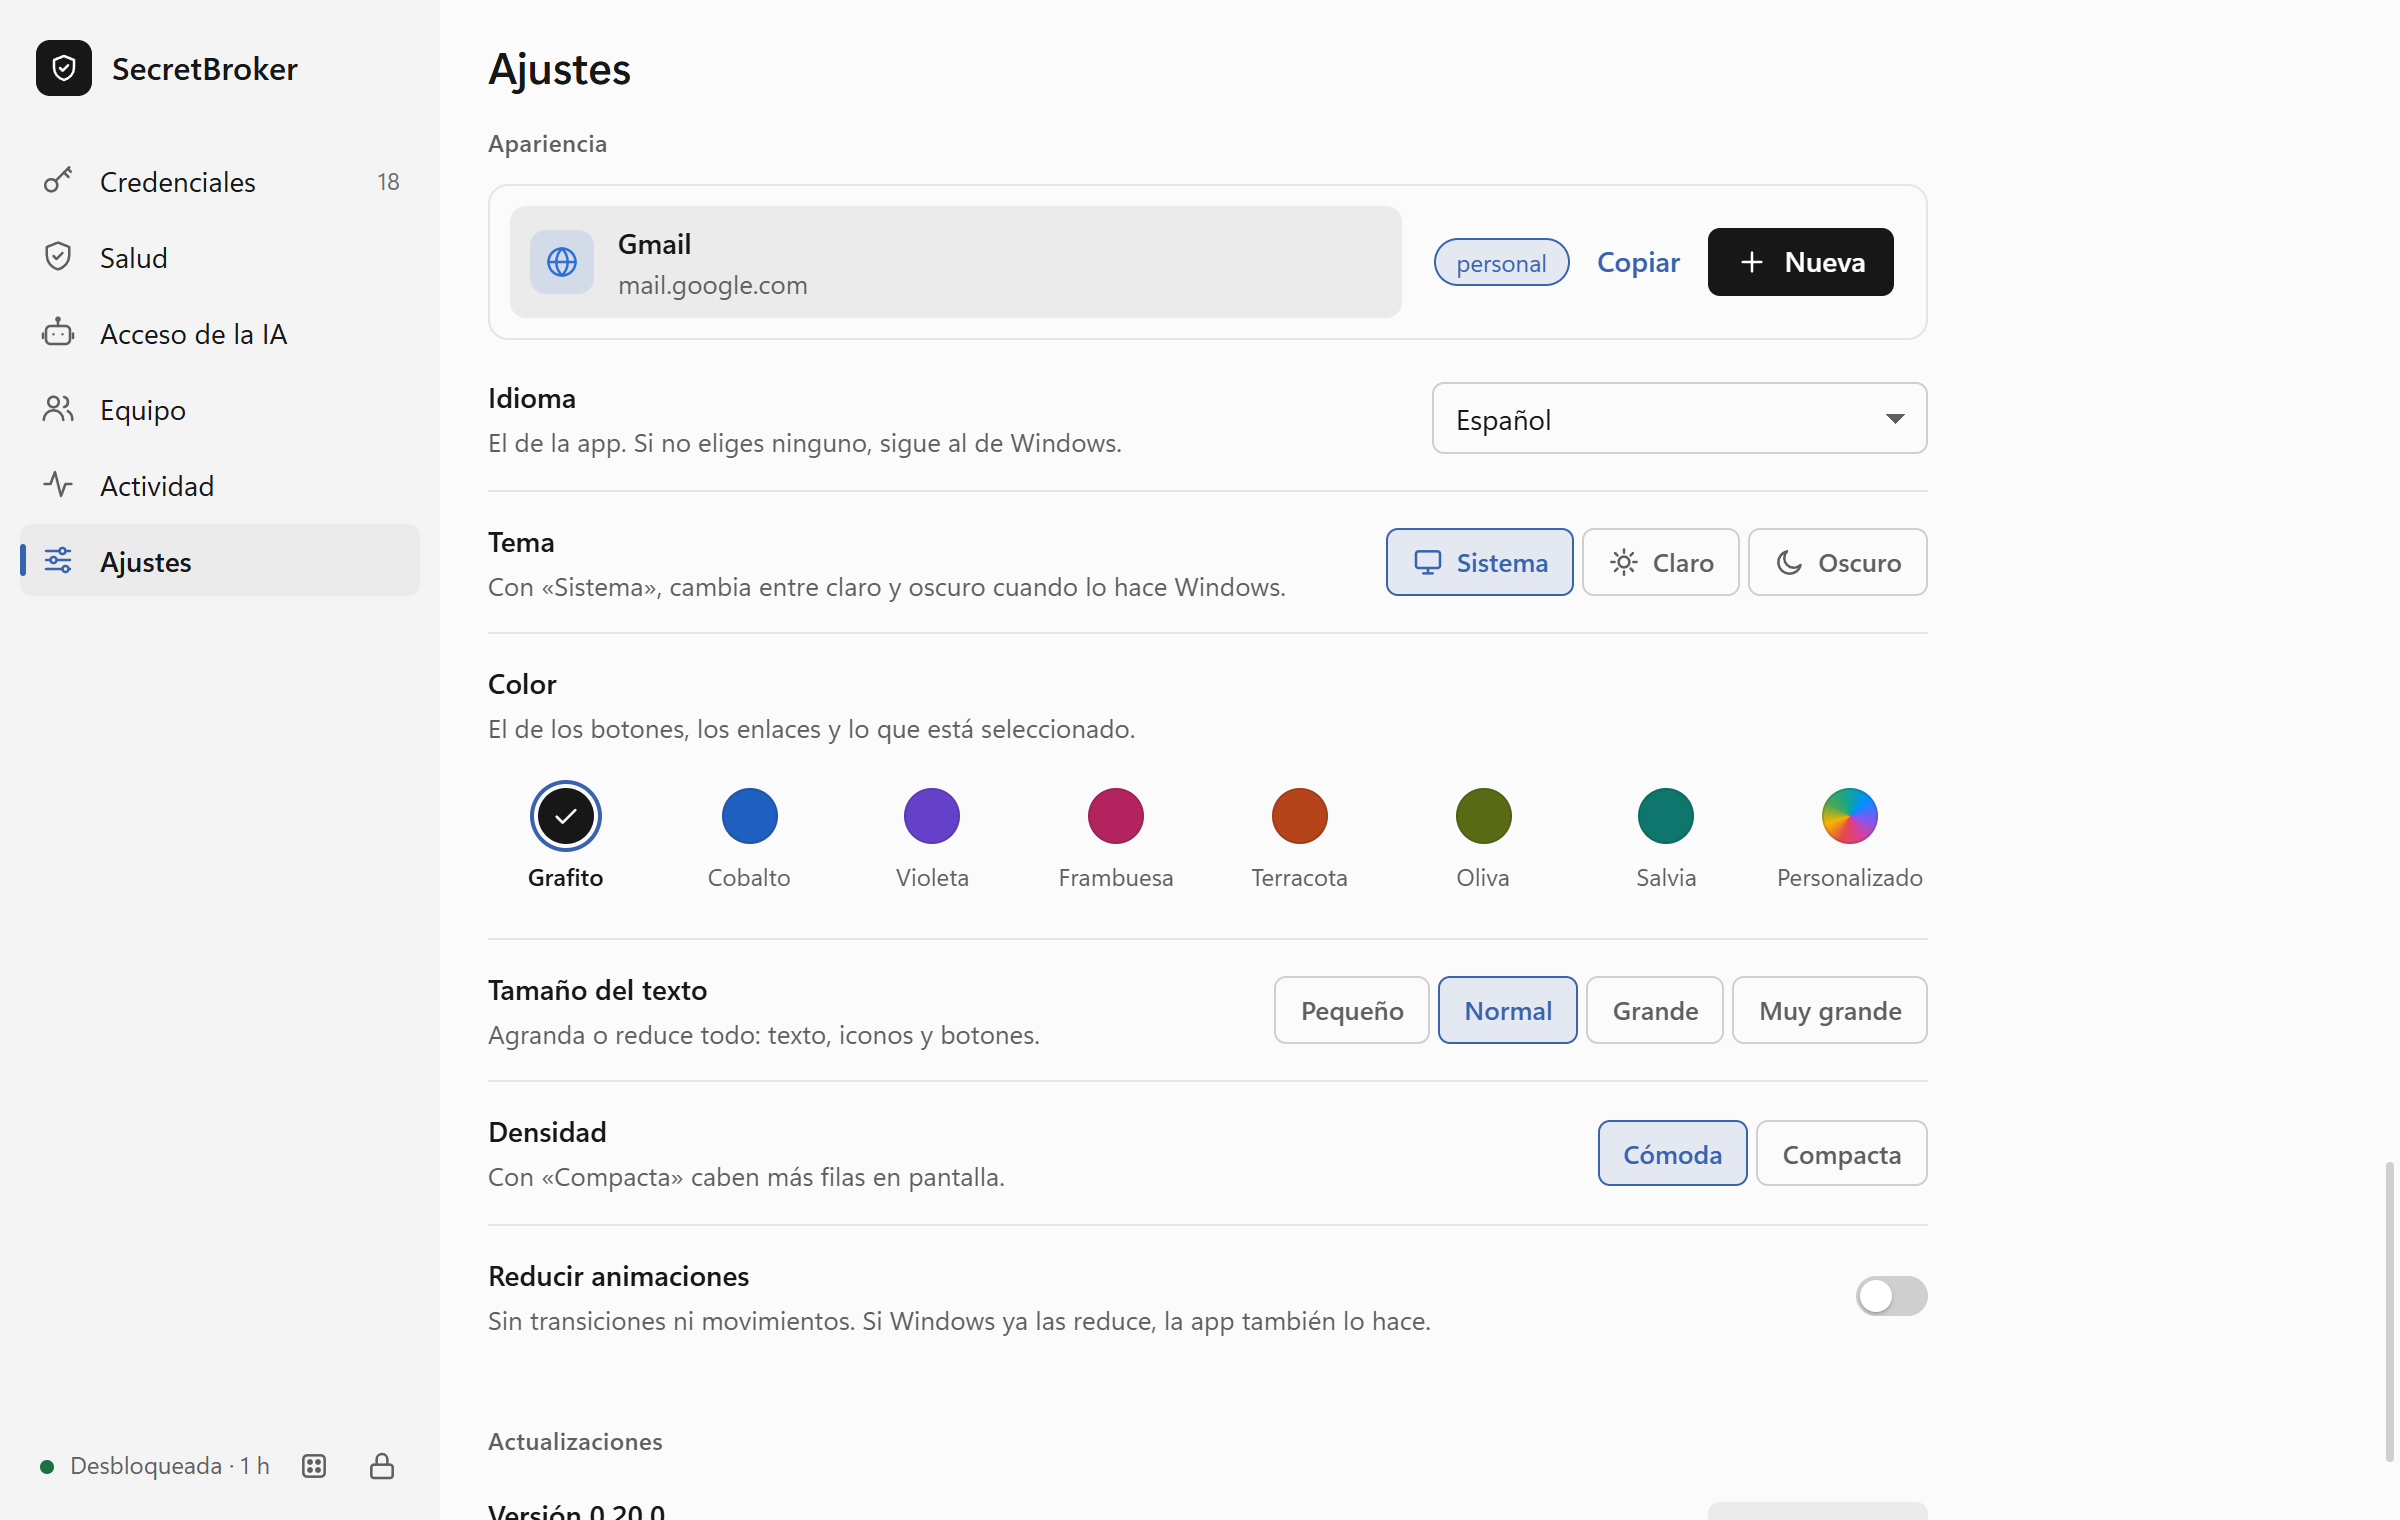 SecretBroker
Credenciales 18
Salud
Acceso de la IA
Equipo
Actividad
Ajustes
Desbloqueada · 1 h
Ajustes
Apariencia
Gmail
mail.google.com
personal
Copiar
Nueva
Idioma
El de la app. Si no eliges ninguno, sigue al de Windows.
Español
Tema
Con «Sistema», cambia entre claro y oscuro cuando lo hace Windows.
Sistema
Claro
Oscuro
Color
El de los botones, los enlaces y lo que está seleccionado.
Grafito
Cobalto
Violeta
Frambuesa
Terracota
Oliva
Salvia
Personalizado
Tamaño del texto
Agranda o reduce todo: texto, iconos y botones.
Pequeño
Normal
Grande
Muy grande
Densidad
Con «Compacta» caben más filas en pantalla.
Cómoda
Compacta
Reducir animaciones
Sin transiciones ni movimientos. Si Windows ya las reduce, la app también lo hace.
Actualizaciones
Versión 0.20.0